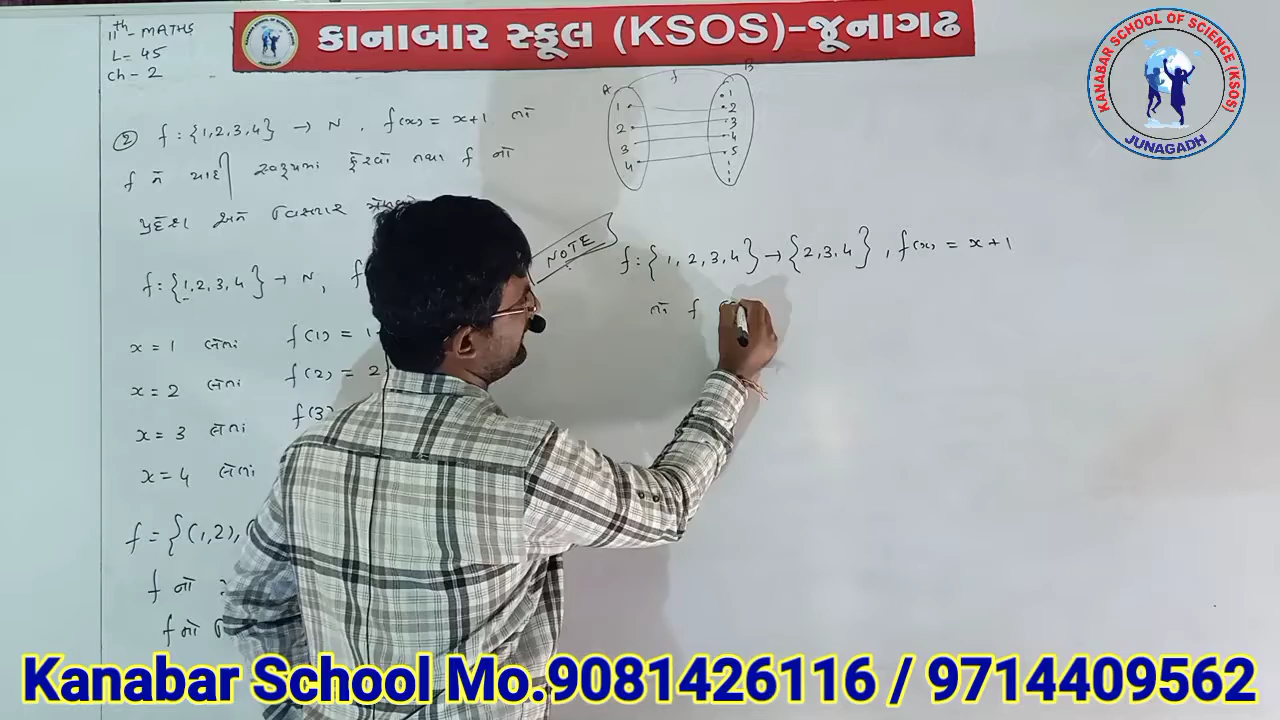 11th - MATHS
L - 45
ch - 2
કાનાબાર સ્કૂલ (KSOS)-જૂનાગઢ
KANABAR SCHOOL OF SCIENCE (KSOS)
JUNAGADH
A f B
1 2 3 4
1 2 3 4 5
② f : {1,2,3,4} → N , f(x) = x+1 તો
f ને યાદી સ્વરૂપમાં ફેરવો તથા f નો
પ્રદેશ અને વિસ્તાર
f : {1,2,3,4} → N,
x = 1 લેતાં f(1) = 1
x = 2 લેતાં f(2) = 2
x = 3 લેતાં f(3)
x = 4 લેતાં
f = {(1,2),
f નો
f નો
NOTE
f : {1,2,3,4} → {2,3,4} , f(x) = x+1
તો f
Kanabar School Mo.9081426116 / 9714409562